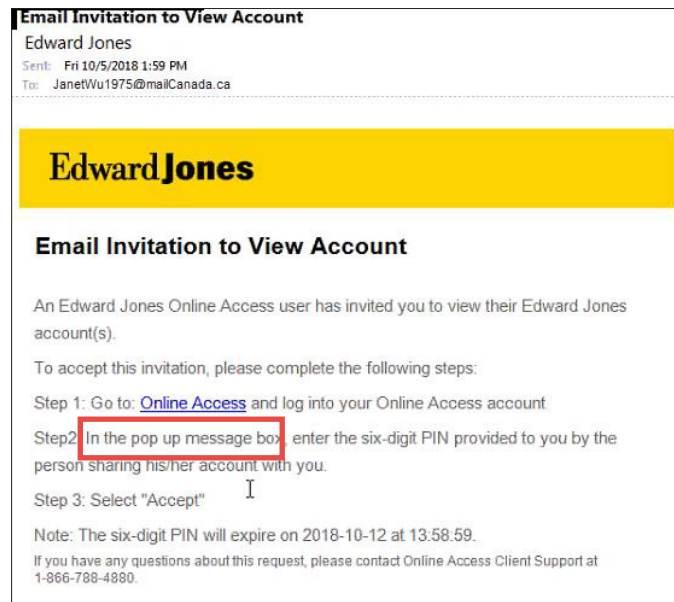 Email Invitation to View Account
Edward Jones
Sent: Fri 10/5/2018 1:59 PM
To: JanetWu1975@mailCanada.ca
Edward Jones
Email Invitation to View Account
An Edward Jones Online Access user has invited you to view their Edward Jones
account(s).
To accept this invitation, please complete the following steps:
Step 1: Go to: Online Access and log into your Online Access account
Step2: In the pop up message box, enter the six-digit PIN provided to you by the
person sharing his/her account with you.
Step 3: Select "Accept"
Note: The six-digit PIN will expire on 2018-10-12 at 13:58:59.
If you have any questions about this request, please contact Online Access Client Support at
1-866-788-4880.